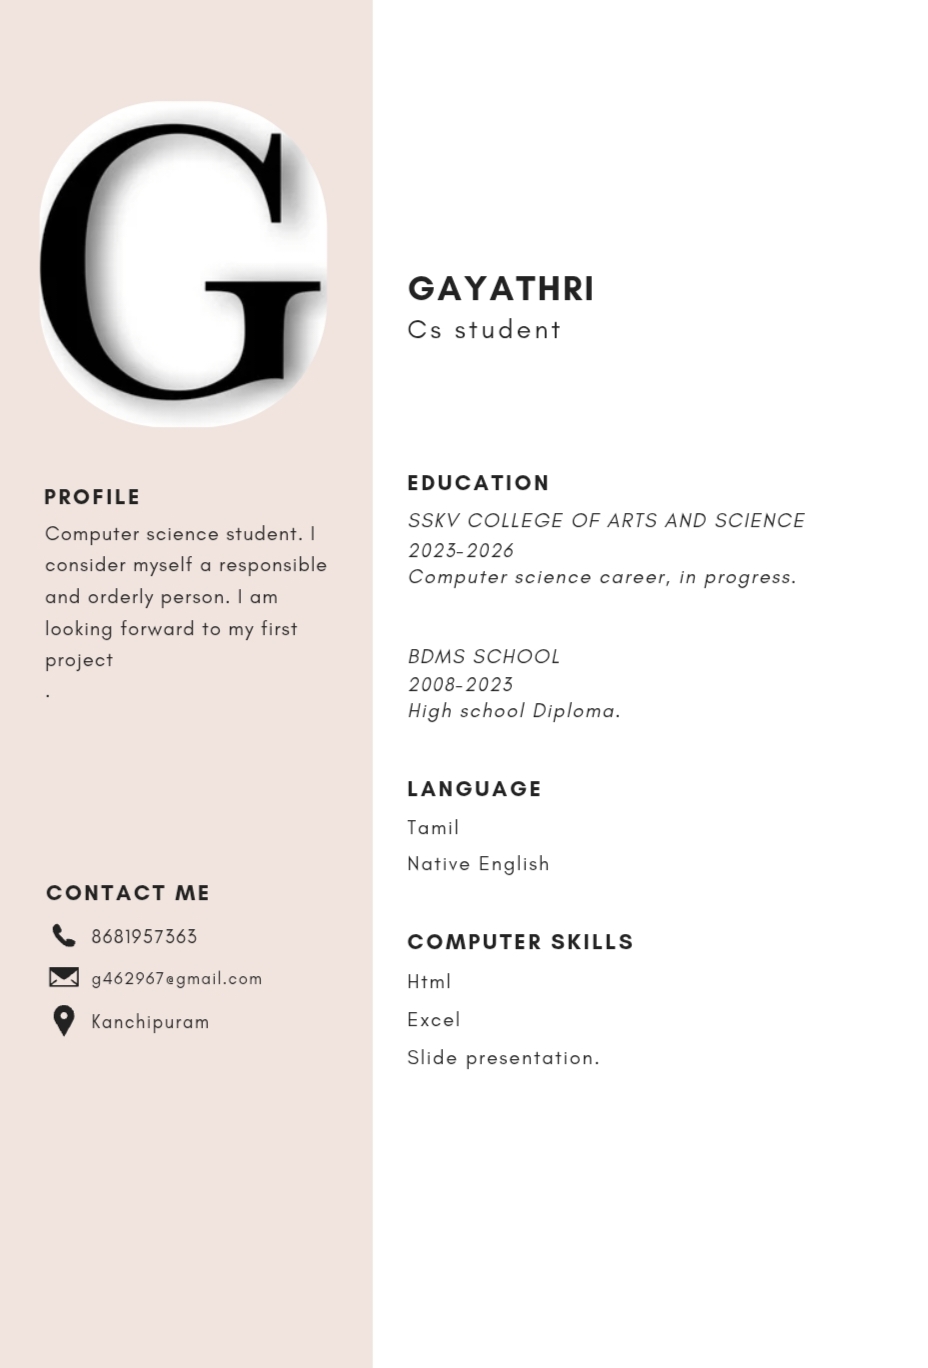 G
GAYATHRI
Cs student
PROFILE
Computer science student. I
consider myself a responsible
and orderly person. I am
looking forward to my first
project
.
CONTACT ME
8681957363
g462967@gmail.com
Kanchipuram
EDUCATION
SSKV COLLEGE OF ARTS AND SCIENCE
2023-2026
Computer science career, in progress.
BDMS SCHOOL
2008-2023
High school Diploma.
LANGUAGE
Tamil
Native English
COMPUTER SKILLS
Html
Excel
Slide presentation.